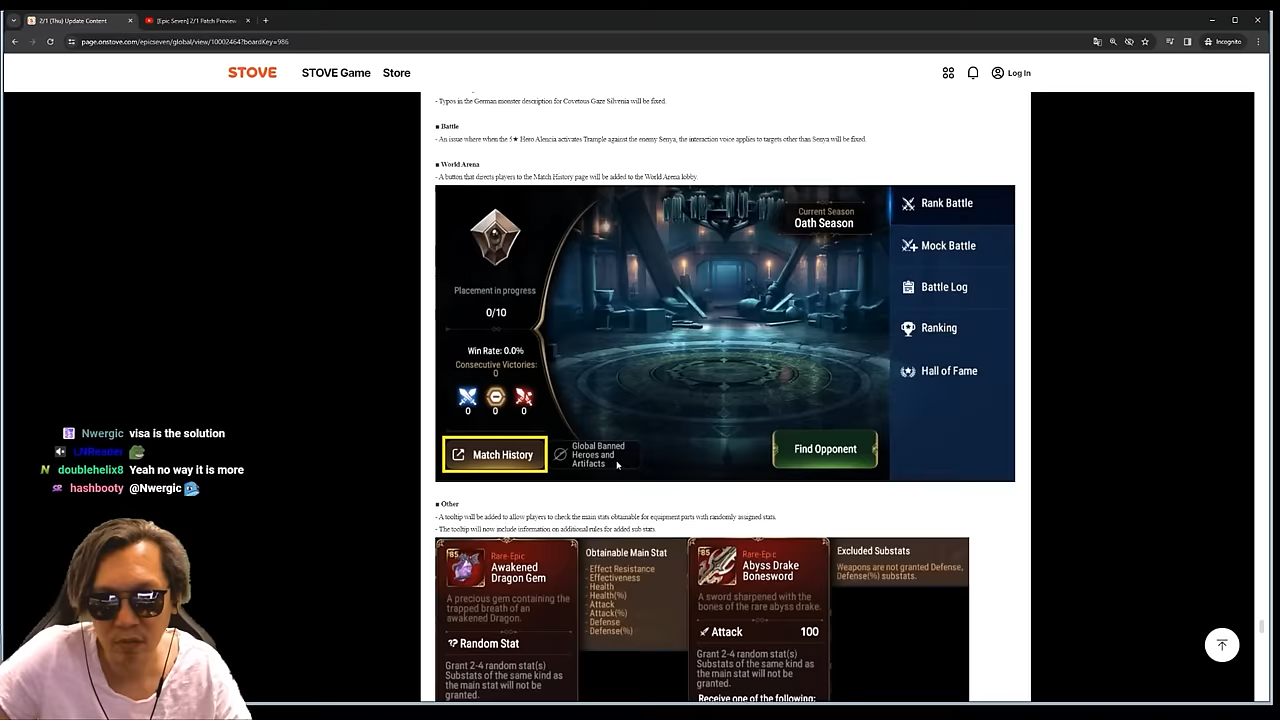 2/1 (Thu) Update Content
[Epic Seven] 2/1 Patch Preview
page.onstove.com/epicseven/global/view/10002464?boardKey=986
Incognito
STOVE
STOVE Game
Store
Log In
- Typos in the German monster description for Covetous Gaze Silvenia will be fixed.
■ Battle
- An issue where when the 5★ Hero Alencia activates Trample against the enemy Senya, the interaction voice applies to targets other than Senya will be fixed.
■ World Arena
- A button that directs players to the Match History page will be added to the World Arena lobby.
Current Season
Oath Season
Placement in progress
0/10
Win Rate: 0.0%
Consecutive Victories:
0
0 0 0
Match History
Global Banned
Heroes and
Artifacts
Find Opponent
Rank Battle
Mock Battle
Battle Log
Ranking
Hall of Fame
Nwergic visa is the solution
LNReader
doublehelix8 Yeah no way it is more
hashbooty @Nwergic
■ Other
- A tooltip will be added to allow players to check the main stats obtainable for equipment parts with randomly assigned stats.
- The tooltip will now include information on additional rules for added sub stats.
85
Rare-Epic
Awakened
Dragon Gem
A precious gem containing the
trapped breath of an
awakened Dragon.
Random Stat
Grant 2-4 random stat(s)
Substats of the same kind as
the main stat will not be
granted.
Obtainable Main Stat
- Effect Resistance
- Effectiveness
- Health
- Health(%)
- Attack
- Attack(%)
- Defense
- Defense(%)
85
Rare-Epic
Abyss Drake
Bonesword
A sword sharpened with the
bones of the rare abyss drake.
Attack 100
Grant 2-4 random stat(s)
Substats of the same kind as
the main stat will not be
granted.
Receive one of the following:
Excluded Substats
Weapons are not granted Defense,
Defense(%) substats.